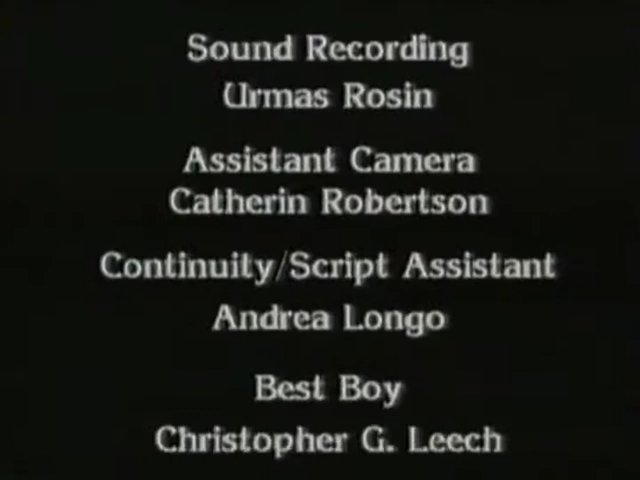 Sound Recording
Urmas Rosin
Assistant Camera
Catherin Robertson
Continuity/Script Assistant
Andrea Longo
Best Boy
Christopher G. Leech